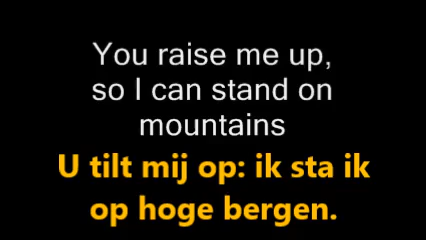 You raise me up,
so I can stand on
mountains
U tilt mij op: ik sta ik
op hoge bergen.